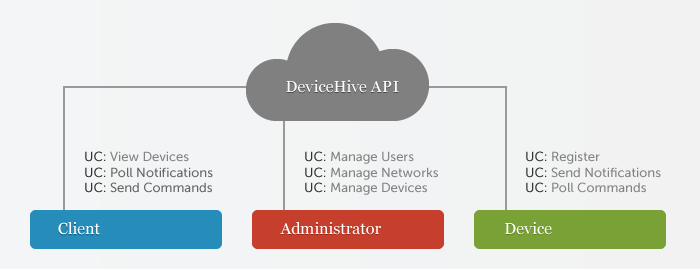 DeviceHive API
UC: View Devices
UC: Poll Notifications
UC: Send Commands
UC: Manage Users
UC: Manage Networks
UC: Manage Devices
UC: Register
UC: Send Notifications
UC: Poll Commands
Client
Administrator
Device